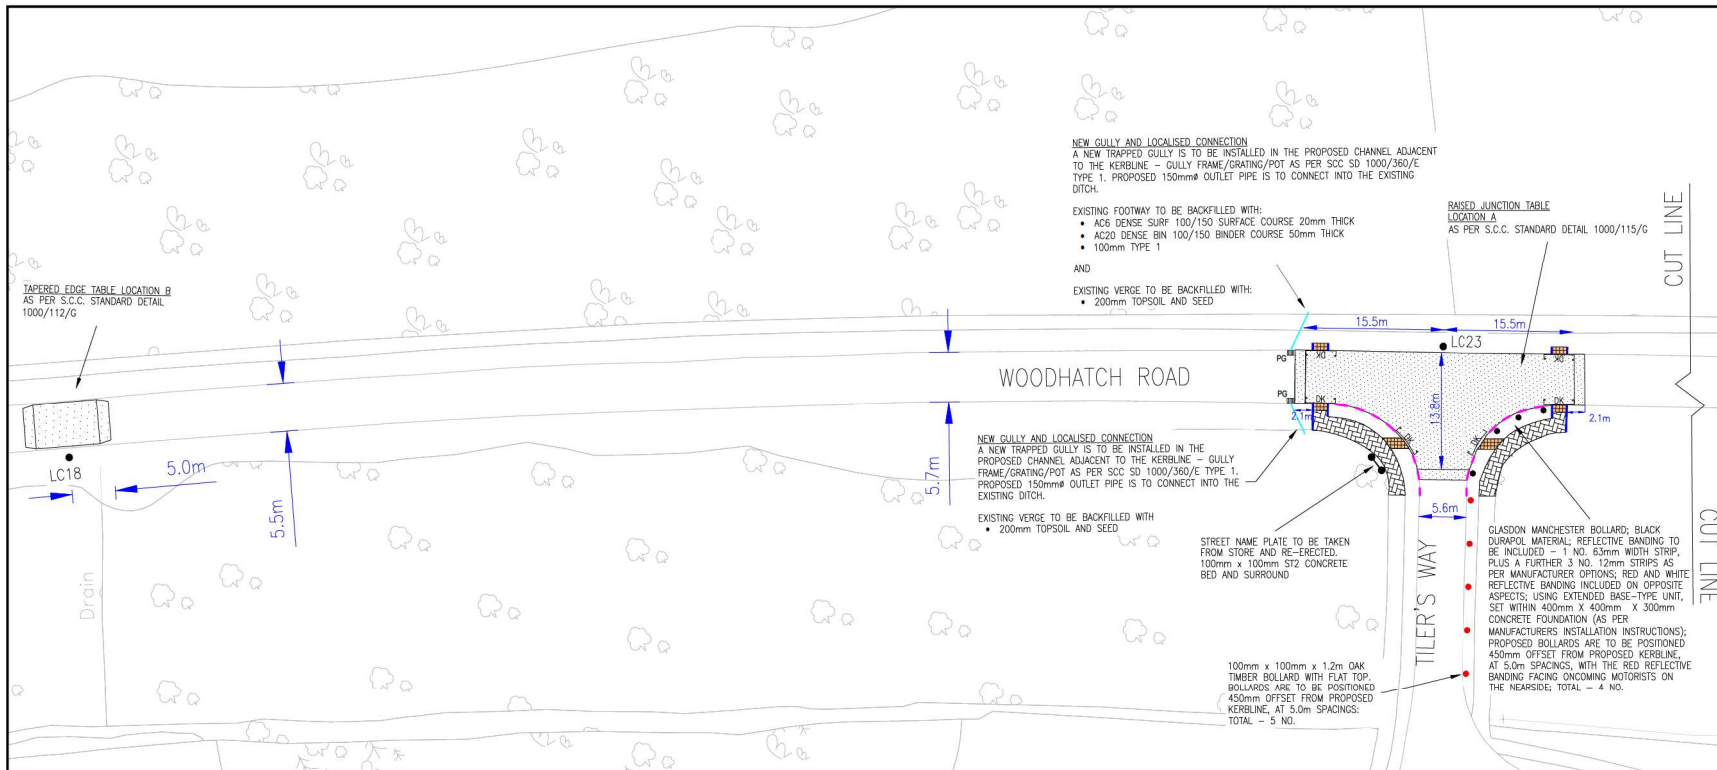 NEW GULLY AND LOCALISED CONNECTION
A NEW TRAPPED GULLY IS TO BE INSTALLED IN THE PROPOSED CHANNEL ADJACENT
TO THE KERBLINE – GULLY FRAME/GRATING/POT AS PER SCC SD 1000/360/E
TYPE 1. PROPOSED 150mmø OUTLET PIPE IS TO CONNECT INTO THE EXISTING
DITCH.
EXISTING FOOTWAY TO BE BACKFILLED WITH:
• AC6 DENSE SURF 100/150 SURFACE COURSE 20mm THICK
• AC20 DENSE BIN 100/150 BINDER COURSE 50mm THICK
• 100mm TYPE 1
AND
EXISTING VERGE TO BE BACKFILLED WITH:
• 200mm TOPSOIL AND SEED
RAISED JUNCTION TABLE
LOCATION A
AS PER S.C.C. STANDARD DETAIL 1000/115/G
CUT LINE
TAPERED EDGE TABLE LOCATION B
AS PER S.C.C. STANDARD DETAIL
1000/112/G
15.5m
15.5m
LC23
PG
DK
DK
WOODHATCH ROAD
13.8m
PG
DK
DK
2.1m
2.1m
DK
DK
NEW GULLY AND LOCALISED CONNECTION
A NEW TRAPPED GULLY IS TO BE INSTALLED IN THE
PROPOSED CHANNEL ADJACENT TO THE KERBLINE – GULLY
FRAME/GRATING/POT AS PER SCC SD 1000/360/E TYPE 1.
PROPOSED 150mmø OUTLET PIPE IS TO CONNECT INTO THE
EXISTING DITCH.
EXISTING VERGE TO BE BACKFILLED WITH
• 200mm TOPSOIL AND SEED
LC18
5.0m
5.5m
5.7m
5.6m
Drain
STREET NAME PLATE TO BE TAKEN
FROM STORE AND RE-ERECTED.
100mm x 100mm ST2 CONCRETE
BED AND SURROUND
TILER'S WAY
GLASDON MANCHESTER BOLLARD; BLACK
DURAPOL MATERIAL; REFLECTIVE BANDING TO
BE INCLUDED – 1 NO. 63mm WIDTH STRIP,
PLUS A FURTHER 3 NO. 12mm STRIPS AS
PER MANUFACTURER OPTIONS; RED AND WHITE
REFLECTIVE BANDING INCLUDED ON OPPOSITE
ASPECTS; USING EXTENDED BASE-TYPE UNIT,
SET WITHIN 400mm X 400mm X 300mm
CONCRETE FOUNDATION (AS PER
MANUFACTURERS INSTALLATION INSTRUCTIONS);
PROPOSED BOLLARDS ARE TO BE POSITIONED
450mm OFFSET FROM PROPOSED KERBLINE,
AT 5.0m SPACINGS, WITH THE RED REFLECTIVE
BANDING FACING ONCOMING MOTORISTS ON
THE NEARSIDE; TOTAL – 4 NO.
CUT LINE
100mm x 100mm x 1.2m OAK
TIMBER BOLLARD WITH FLAT TOP.
BOLLARDS ARE TO BE POSITIONED
450mm OFFSET FROM PROPOSED
KERBLINE, AT 5.0m SPACINGS:
TOTAL – 5 NO.